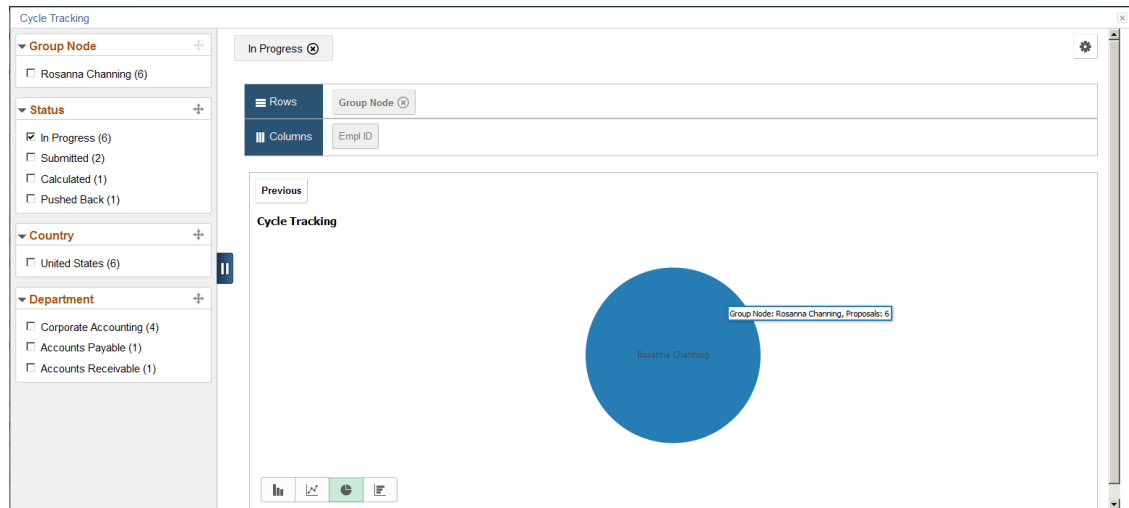 Cycle Tracking
Group Node
Rosanna Channing (6)
Status
In Progress (6)
Submitted (2)
Calculated (1)
Pushed Back (1)
Country
United States (6)
Department
Corporate Accounting (4)
Accounts Payable (1)
Accounts Receivable (1)
In Progress
Rows
Group Node
Columns
Empl ID
Previous
Cycle Tracking
Group Node: Rosanna Channing, Proposals: 6
Rosanna Channing